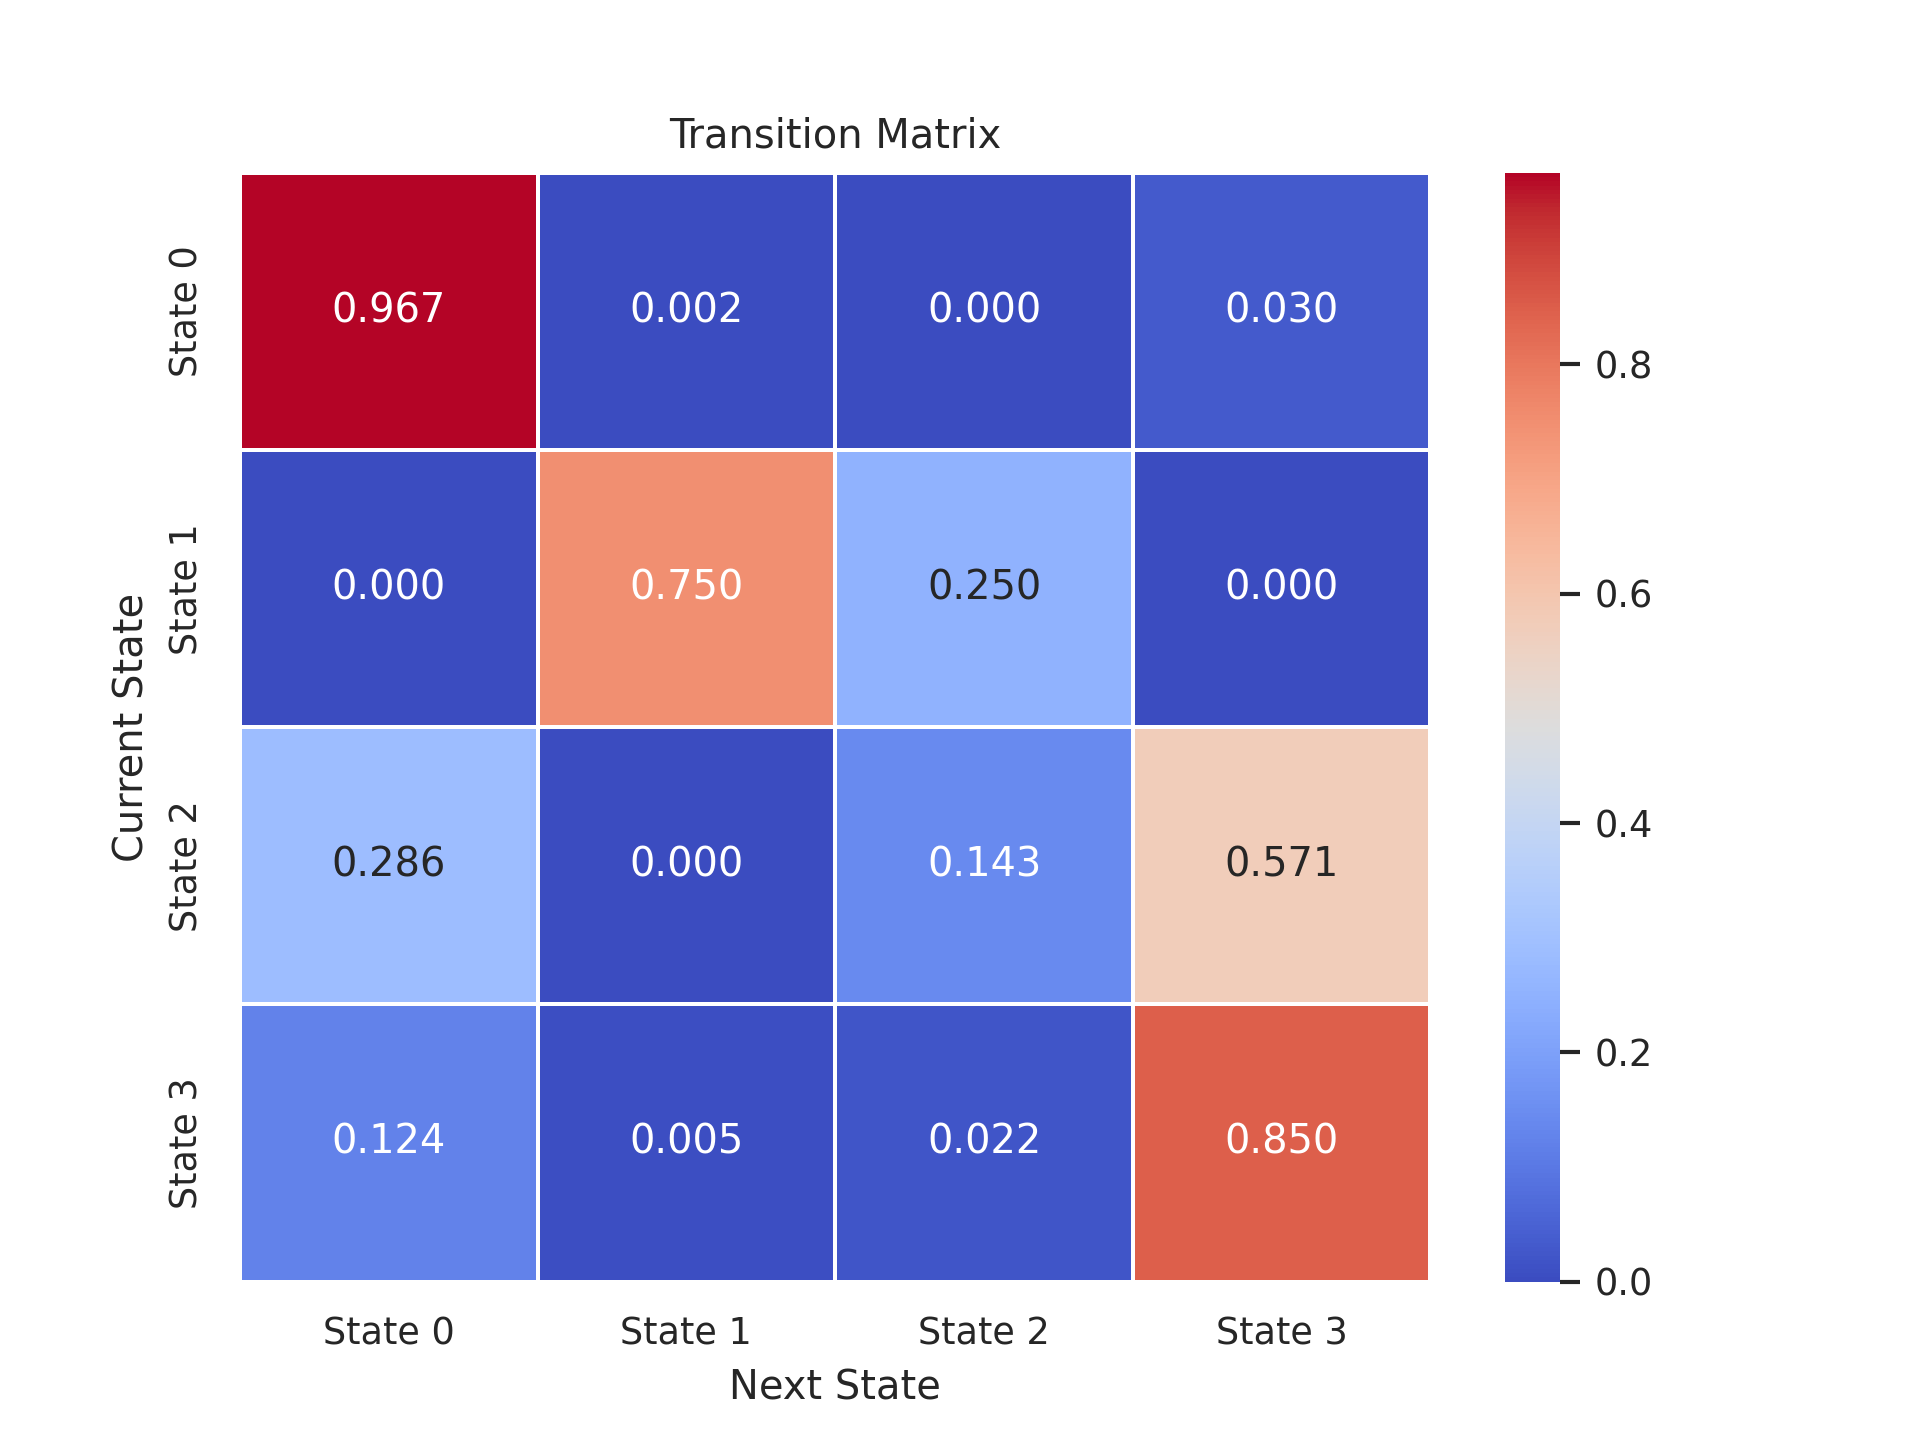 Transition Matrix
State 0
0.967 0.002 0.000 0.030
State 1
0.000 0.750 0.250 0.000
State 2
0.286 0.000 0.143 0.571
State 3
0.124 0.005 0.022 0.850
Current State
State 0 State 1 State 2 State 3
Next State
0.8
0.6
0.4
0.2
0.0